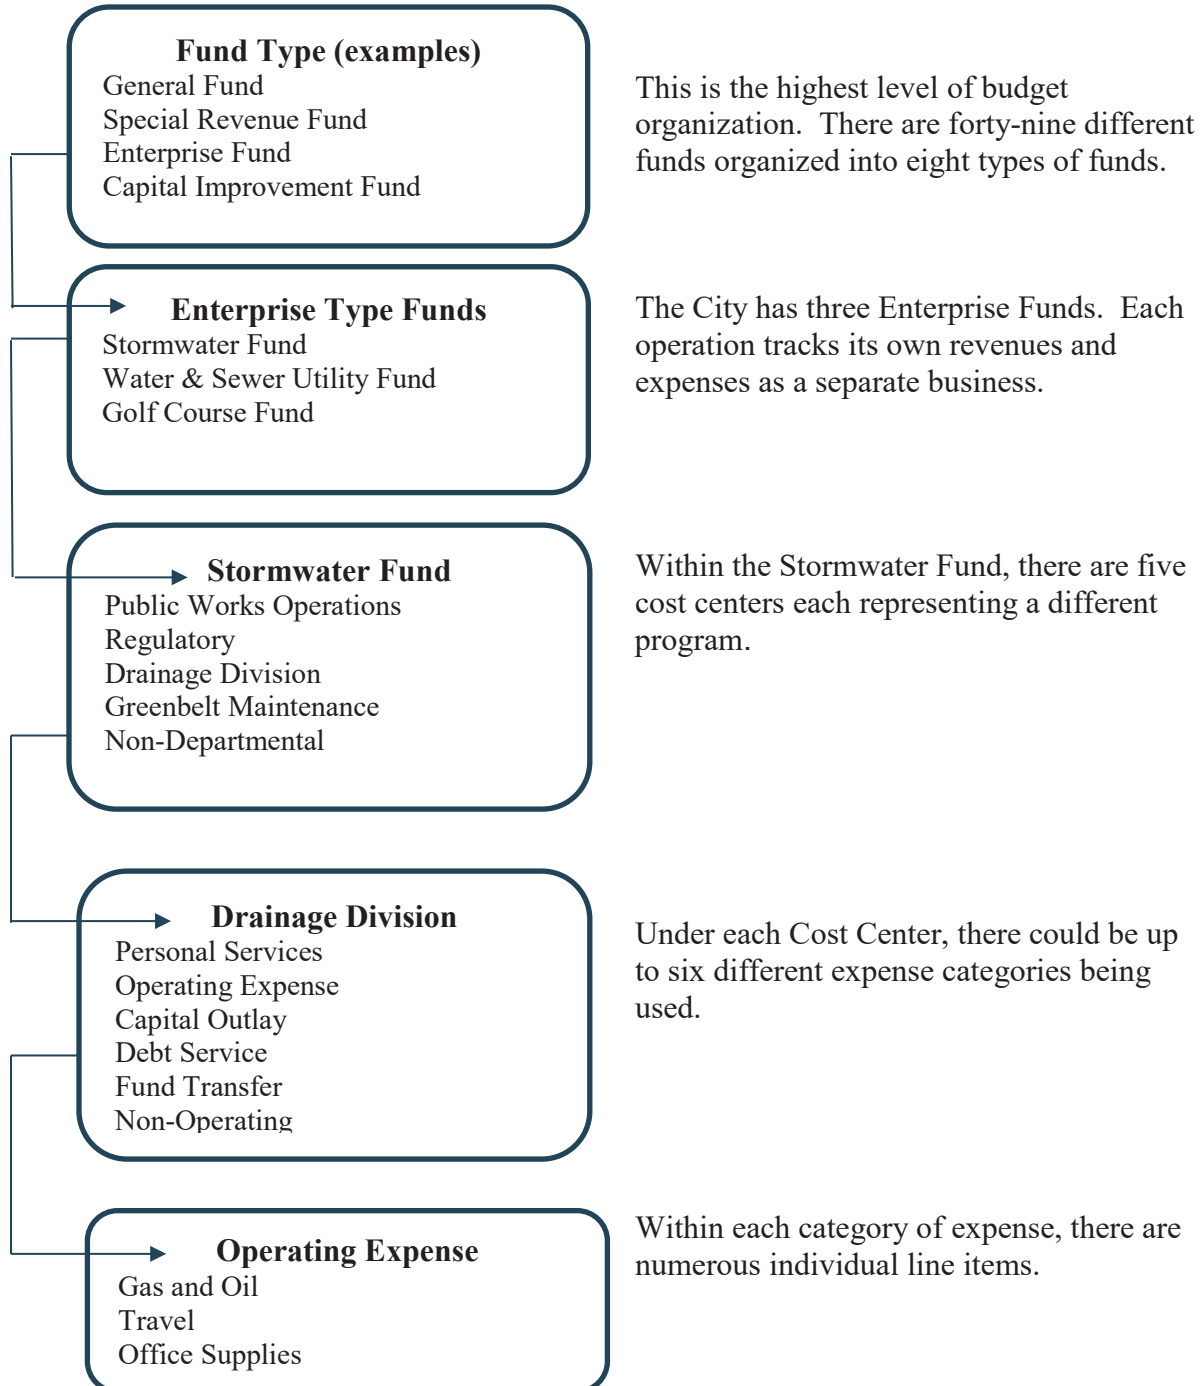 Fund Type (examples)
General Fund
Special Revenue Fund
Enterprise Fund
Capital Improvement Fund
This is the highest level of budget
organization.  There are forty-nine different
funds organized into eight types of funds.
Enterprise Type Funds
Stormwater Fund
Water & Sewer Utility Fund
Golf Course Fund
The City has three Enterprise Funds.  Each
operation tracks its own revenues and
expenses as a separate business.
Stormwater Fund
Public Works Operations
Regulatory
Drainage Division
Greenbelt Maintenance
Non-Departmental
Within the Stormwater Fund, there are five
cost centers each representing a different
program.
Drainage Division
Personal Services
Operating Expense
Capital Outlay
Debt Service
Fund Transfer
Non-Operating
Under each Cost Center, there could be up
to six different expense categories being
used.
Operating Expense
Gas and Oil
Travel
Office Supplies
Within each category of expense, there are
numerous individual line items.